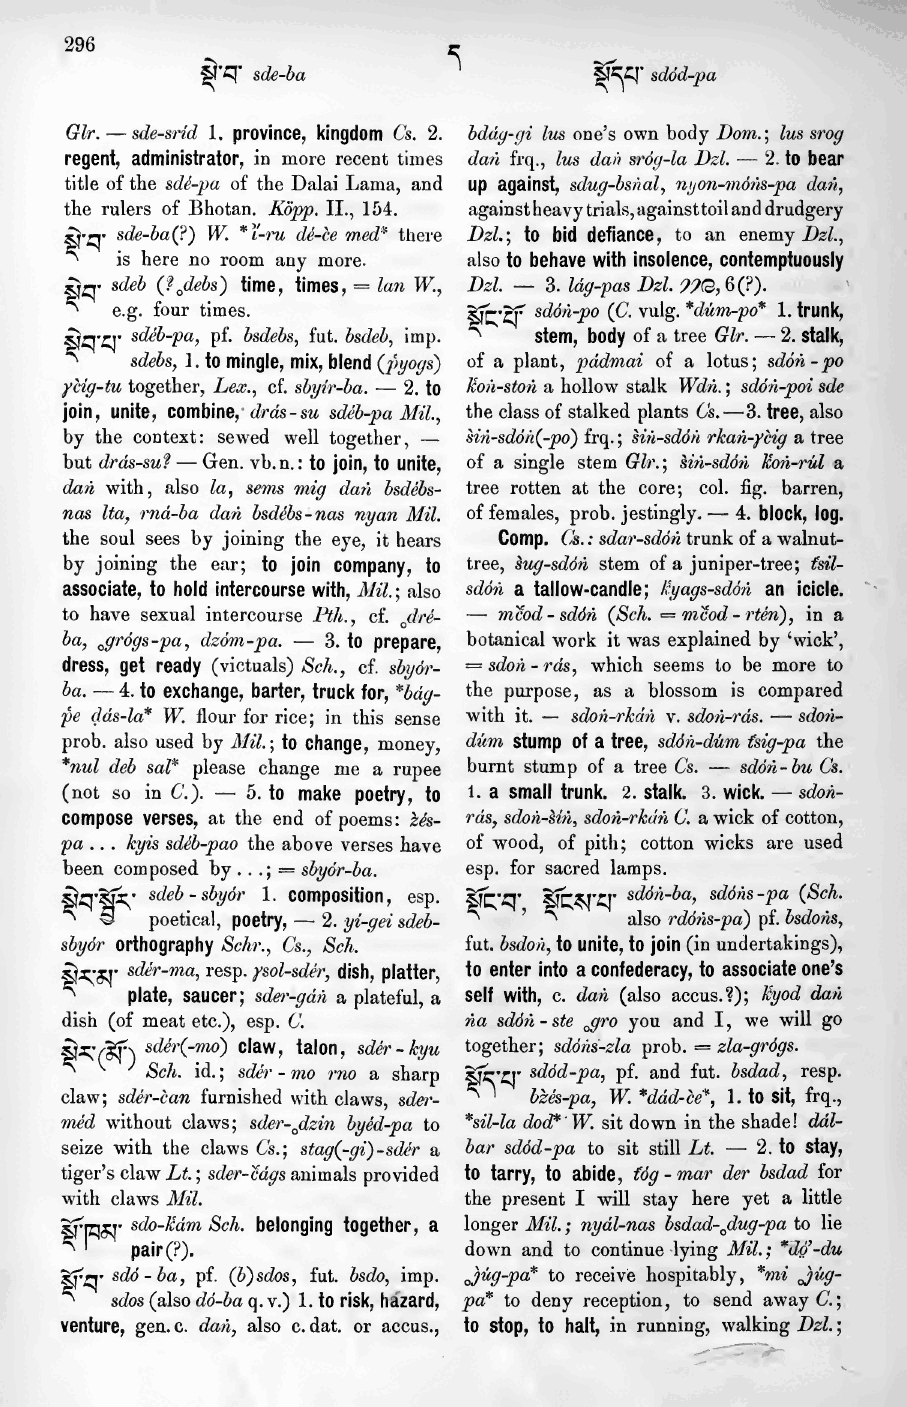 296
ད
སྡེ་བ་ sde-ba
སྡོད་པ་ sdód-pa
Glr. — sde-sríd 1. province, kingdom Cs. 2.
regent, administrator, in more recent times
title of the sdé-pa of the Dalai Lama, and
the rulers of Bhotan. Köpp. II., 154.
སྡེ་བ་ sde-ba(?) W. *ī́-ru dé-c̀e med* there
is here no room any more.
སྡེབ་ sdeb (? ₒdebs) time, times, = lan W.,
e.g. four times.
སྡེབ་པ་ sdéb-pa, pf. bsdebs, fut. bsdeb, imp.
sdebs, 1. to mingle, mix, blend (p̒yogs)
γc̀ig-tu together, Lex., cf. sbyír-ba. — 2. to
join, unite, combine, drás-su sdéb-pa Mil.,
by the context: sewed well together, —
but drás-su? — Gen. vb.n.: to join, to unite,
daṅ with, also la, sems mig daṅ bsdébs-
nas lta, rná-ba daṅ bsdébs-nas nyan Mil.
the soul sees by joining the eye, it hears
by joining the ear; to join company, to
associate, to hold intercourse with, Mil.; also
to have sexual intercourse Pth., cf. ₒdré-
ba, ₒgrógs-pa, dzóm-pa. — 3. to prepare,
dress, get ready (victuals) Sch., cf. sbyór-
ba. — 4. to exchange, barter, truck for, *bág-
p̒e ḍás-la* W. flour for rice; in this sense
prob. also used by Mil.; to change, money,
*nul deb sal* please change me a rupee
(not so in C.). — 5. to make poetry, to
compose verses, at the end of poems: z̀és-
pa . . . kyis sdéb-pao the above verses have
been composed by . . .; = sbyór-ba.
སྡེབ་སྦྱོར་ sdeb-sbyór 1. composition, esp.
poetical, poetry, — 2. yi-gei sdeb-
sbyór orthography Schr., Cs., Sch.
སྡེར་མ་ sdér-ma, resp. γsol-sdér, dish, platter,
plate, saucer; sder-gáṅ a plateful, a
dish (of meat etc.), esp. C.
སྡེར་(མོ་) sdér(-mo) claw, talon, sdér-kyu
Sch. id.; sdér-mo rno a sharp
claw; sdér-c̀an furnished with claws, sder-
méd without claws; sder-ₒdzin byéd-pa to
seize with the claws Cs.; stag(-gi)-sdér a
tiger's claw Lt.; sder-c̒ágs animals provided
with claws Mil.
སྡོ་ཁམ་ sdo-k̒ám Sch. belonging together, a
pair(?).
སྡོ་བ་ sdó-ba, pf. (b)sdos, fut. bsdo, imp.
sdos (also dó-ba q.v.) 1. to risk, hazard,
venture, gen. c. daṅ, also c. dat. or accus.,
bdág-gi lus one's own body Dom.; lus srog
daṅ frq., lus daṅ sróg-la Dzl. — 2. to bear
up against, sdug-bsṅal, nyon-móṅs-pa daṅ,
against heavy trials, against toil and drudgery
Dzl.; to bid defiance, to an enemy Dzl.,
also to behave with insolence, contemptuously
Dzl. — 3. lág-pas Dzl. 6(?).
སྡོང་པོ་ sdóṅ-po (C. vulg. *dúm-po* 1. trunk,
stem, body of a tree Glr. — 2. stalk,
of a plant, pádmai of a lotus; sdóṅ-po
k̒oṅ-stoṅ a hollow stalk Wdṅ.; sdóṅ-poi sde
the class of stalked plants Cs. — 3. tree, also
s̀iṅ-sdóṅ(-po) frq.; s̀iṅ-sdóṅ rkaṅ-γc̀ig a tree
of a single stem Glr.; s̀iṅ-sdóṅ k̒oṅ-rúl a
tree rotten at the core; col. fig. barren,
of females, prob. jestingly. — 4. block, log.
Comp. Cs.: sdar-sdóṅ trunk of a walnut-
tree, s̀ug-sdóṅ stem of a juniper-tree; t̒sil-
sdóṅ a tallow-candle; k̒yags-sdóṅ an icicle.
— mc̒od-sdóṅ (Sch. = mc̒od-rtén), in a
botanical work it was explained by ‘wick’,
= sdoṅ-rás, which seems to be more to
the purpose, as a blossom is compared
with it. — sdoṅ-rkáṅ v. sdoṅ-rás. — sdoṅ-
dúm stump of a tree, sdóṅ-dúm t̒sig-pa the
burnt stump of a tree Cs. — sdóṅ-bu Cs.
1. a small trunk. 2. stalk. 3. wick. — sdoṅ-
rás, sdoṅ-s̀iṅ, sdoṅ-rkáṅ C. a wick of cotton,
of wood, of pith; cotton wicks are used
esp. for sacred lamps.
སྡོང་བ་, སྡོངས་པ་ sdóṅ-ba, sdóṅs-pa (Sch.
also rdóṅs-pa) pf. bsdoṅs,
fut. bsdoṅ, to unite, to join (in undertakings),
to enter into a confederacy, to associate one's
self with, c. daṅ (also accus.?); k̒yod daṅ
ṅa sdóṅ-ste ₒgro you and I, we will go
together; sdóṅs-zla prob. = zla-grógs.
སྡོད་པ་ sdód-pa, pf. and fut. bsdad, resp.
bz̀és-pa, W. *dád-c̀e*, 1. to sit, frq.,
*sil-la dod* W. sit down in the shade! dál-
bar sdód-pa to sit still Lt. — 2. to stay,
to tarry, to abide, t̒óg-mar der bsdad for
the present I will stay here yet a little
longer Mil.; nyál-nas bsdad-ₒdug-pa to lie
down and to continue lying Mil.; *dọ́'-du
ₒj̀úg-pa* to receive hospitably, *mi ₒj̀úg-
pa* to deny reception, to send away C.;
to stop, to halt, in running, walking Dzl.;